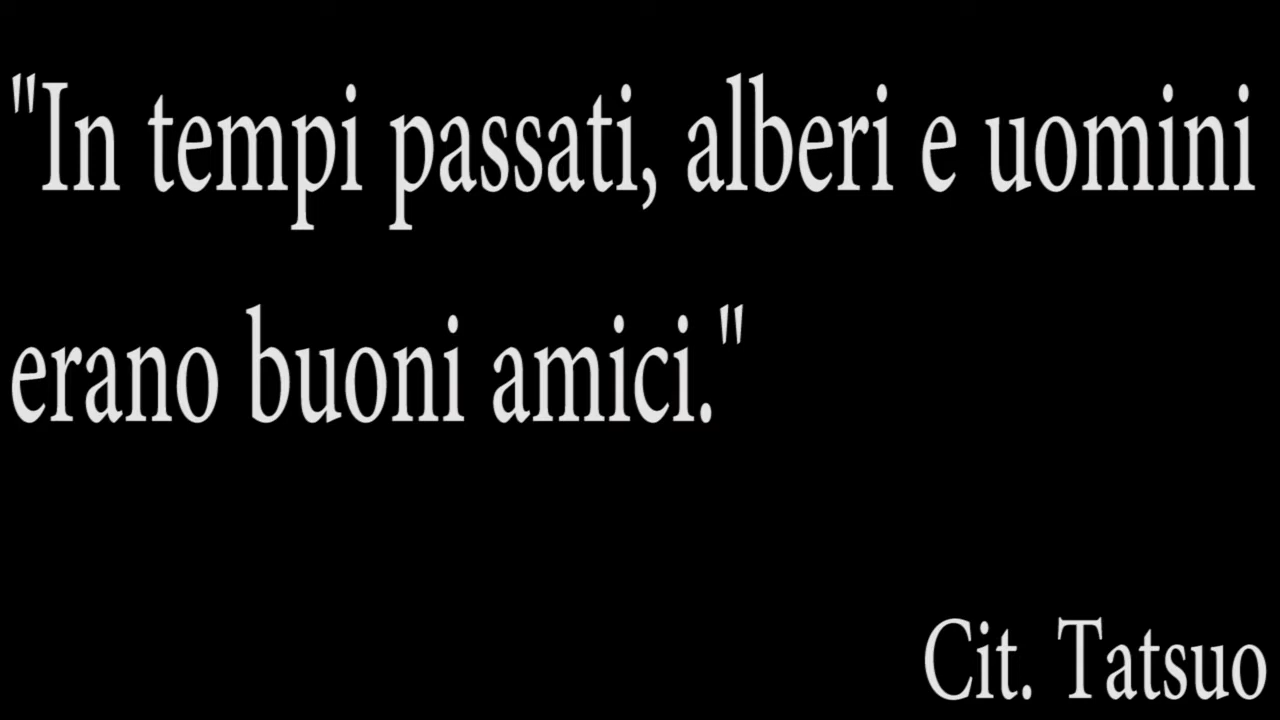 "In tempi passati, alberi e uomini
erano buoni amici."
Cit. Tatsuo